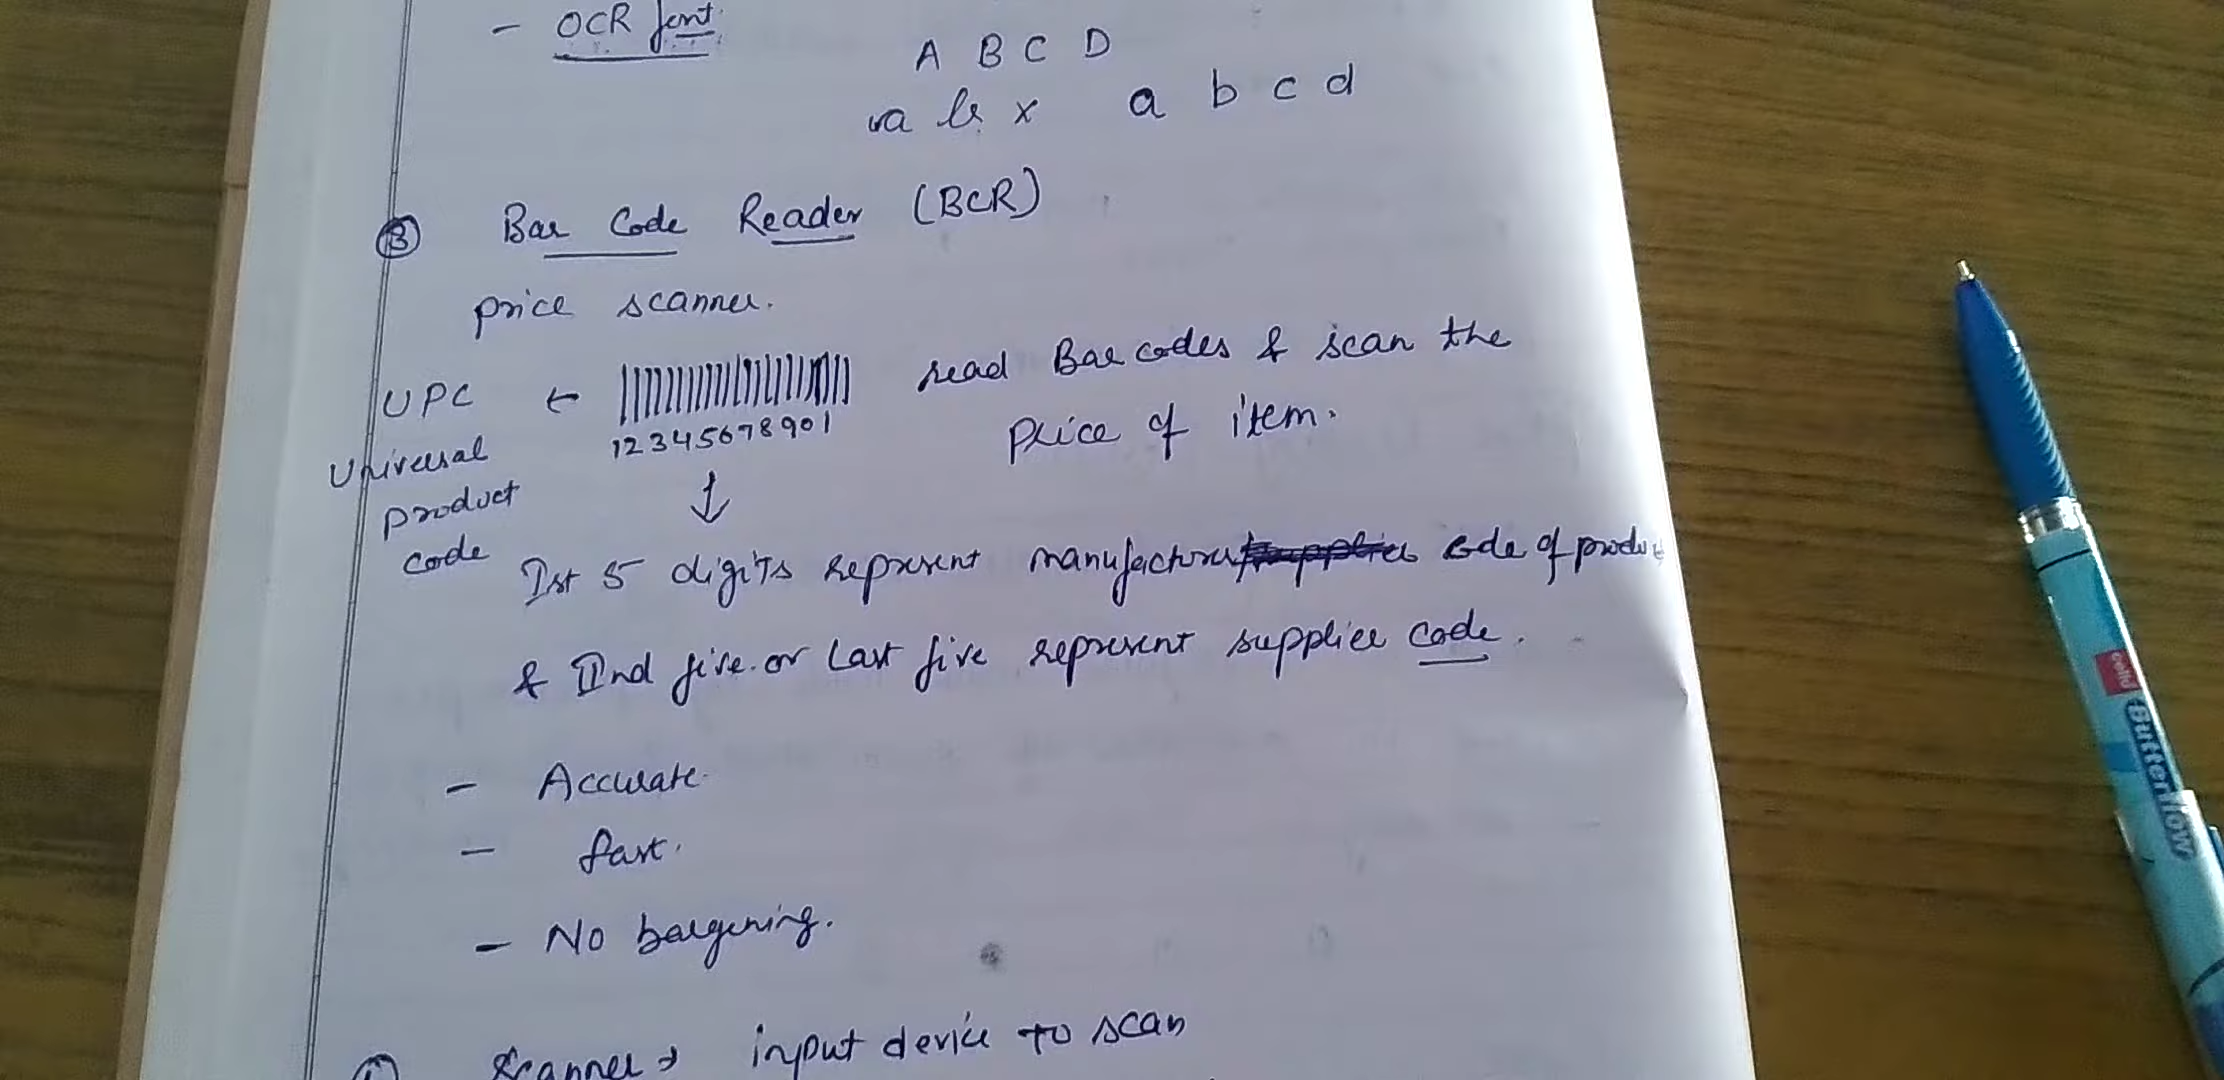 - OCR font.
A B C D
a b x a b c d
③ Bar Code Reader (BCR)
price scanner.
UPC ← read Bar codes & scan the
12345678901 price of item.
Universal
product
code
↓
Ist 5 digits represent manufacturer code of produ
& IInd five or Last five represent supplier code.
- Accurate.
- fast.
- No bargening.
Scanner → input device to scan
cello
Butterflow